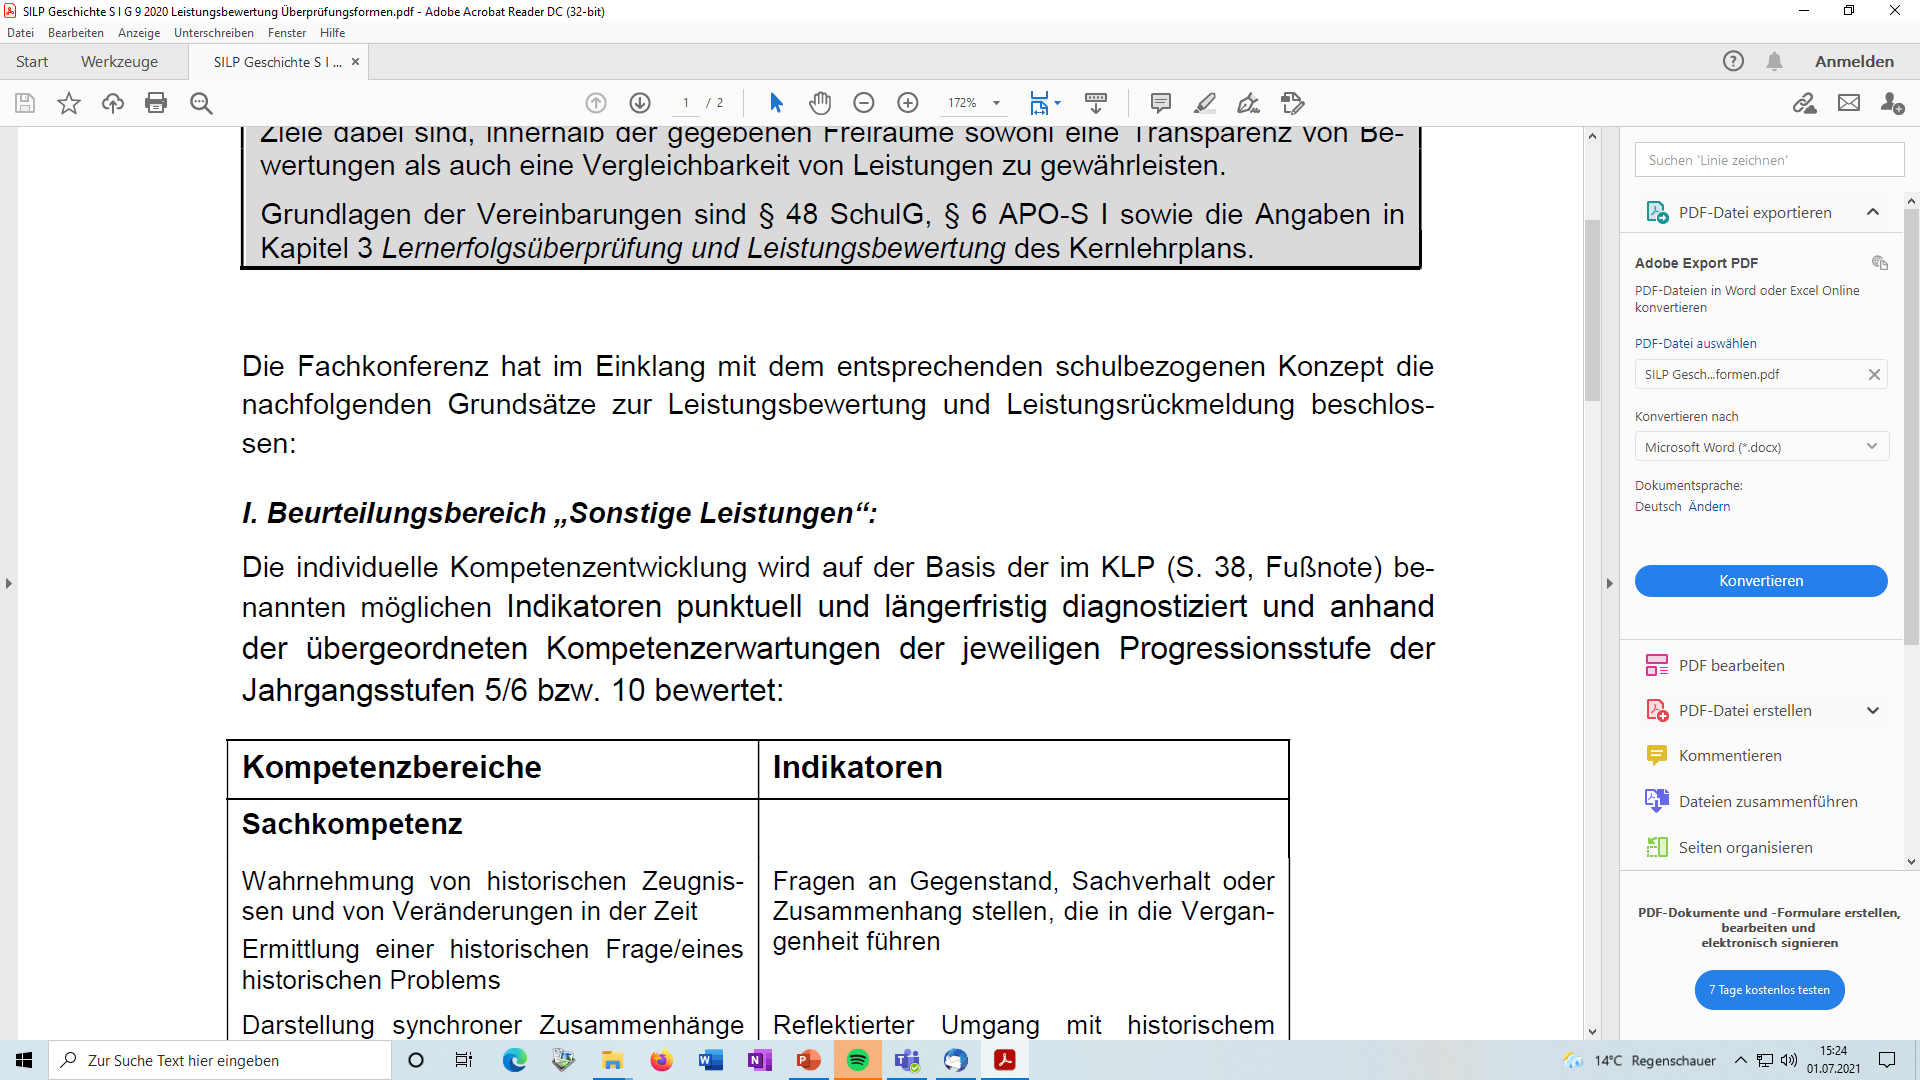 SILP Geschichte S I G 9 2020 Leistungsbewertung Überprüfungsformen.pdf - Adobe Acrobat Reader DC (32-bit)
Datei Bearbeiten Anzeige Unterschreiben Fenster Hilfe
Start Werkzeuge SILP Geschichte S I ... Anmelden
1 / 2 172%
Ziele dabei sind, innerhalb der gegebenen Freiräume sowohl eine Transparenz von Be-
wertungen als auch eine Vergleichbarkeit von Leistungen zu gewährleisten.
Grundlagen der Vereinbarungen sind § 48 SchulG, § 6 APO-S I sowie die Angaben in
Kapitel 3 Lernerfolgsüberprüfung und Leistungsbewertung des Kernlehrplans.
Die Fachkonferenz hat im Einklang mit dem entsprechenden schulbezogenen Konzept die
nachfolgenden Grundsätze zur Leistungsbewertung und Leistungsrückmeldung beschlos-
sen:
I. Beurteilungsbereich „Sonstige Leistungen“:
Die individuelle Kompetenzentwicklung wird auf der Basis der im KLP (S. 38, Fußnote) be-
nannten möglichen Indikatoren punktuell und längerfristig diagnostiziert und anhand
der übergeordneten Kompetenzerwartungen der jeweiligen Progressionsstufe der
Jahrgangsstufen 5/6 bzw. 10 bewertet:
Kompetenzbereiche
Indikatoren
Sachkompetenz
Wahrnehmung von historischen Zeugnis-
sen und von Veränderungen in der Zeit
Ermittlung einer historischen Frage/eines
historischen Problems
Fragen an Gegenstand, Sachverhalt oder
Zusammenhang stellen, die in die Vergan-
genheit führen
Darstellung synchroner Zusammenhänge
Reflektierter Umgang mit historischem
Suchen 'Linie zeichnen'
PDF-Datei exportieren
Adobe Export PDF
PDF-Dateien in Word oder Excel Online
konvertieren
PDF-Datei auswählen
SILP Gesch...formen.pdf
Konvertieren nach
Microsoft Word (*.docx)
Dokumentsprache:
Deutsch Ändern
Konvertieren
PDF bearbeiten
PDF-Datei erstellen
Kommentieren
Dateien zusammenführen
Seiten organisieren
PDF-Dokumente und -Formulare erstellen,
bearbeiten und
elektronisch signieren
7 Tage kostenlos testen
Zur Suche Text hier eingeben
14°C Regenschauer
15:24
01.07.2021